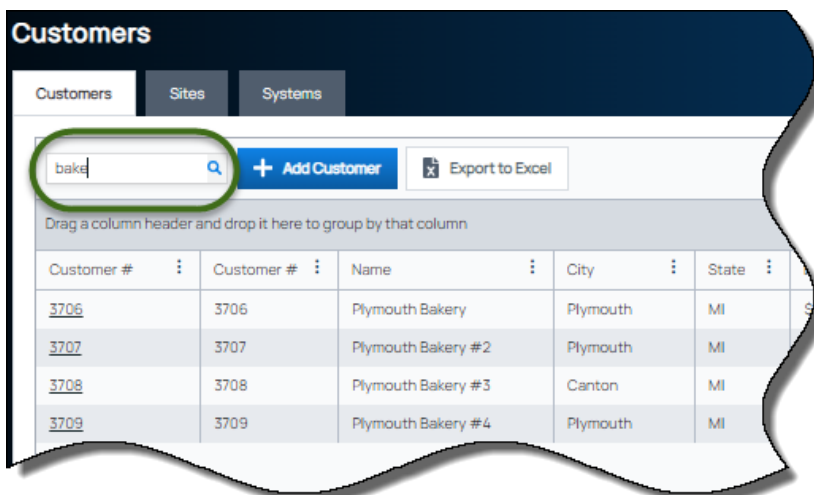 Customers
Customers Sites Systems
bake + Add Customer Export to Excel
Drag a column header and drop it here to group by that column
Customer # Customer # Name City State
3706 3706 Plymouth Bakery Plymouth MI
3707 3707 Plymouth Bakery #2 Plymouth MI
3708 3708 Plymouth Bakery #3 Canton MI
3709 3709 Plymouth Bakery #4 Plymouth MI